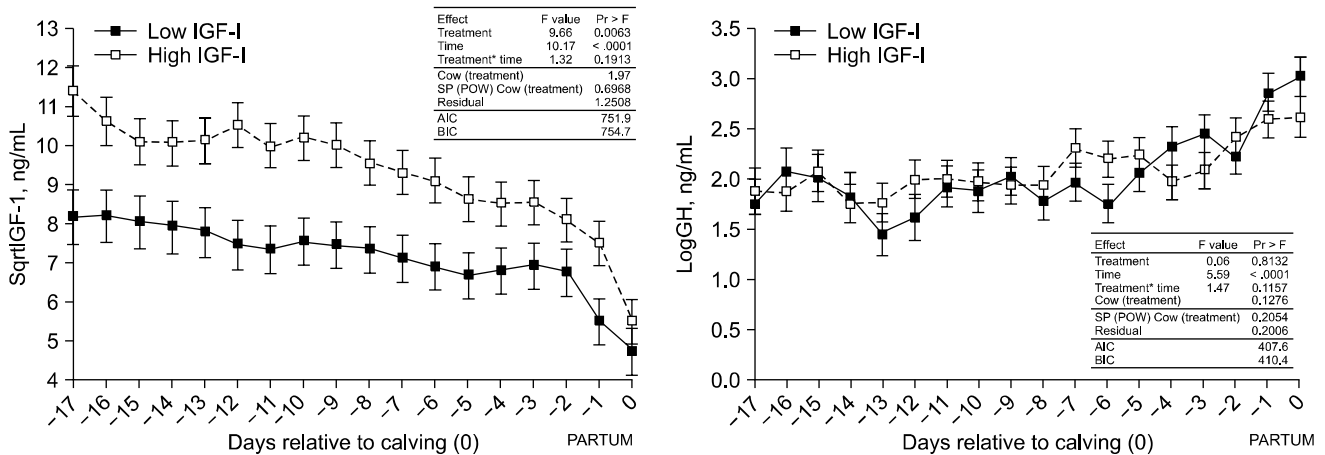 Low IGF-I
High IGF-I
Effect F value Pr > F
Treatment 9.66 0.0063
Time 10.17 < .0001
Treatment* time 1.32 0.1913
Cow (treatment) 1.97
SP (POW) Cow (treatment) 0.6968
Residual 1.2508
AIC 751.9
BIC 754.7
SqrtIGF-1, ng/mL
13
12
11
10
9
8
7
6
5
4
−17 −16 −15 −14 −13 −12 −11 −10 −9 −8 −7 −6 −5 −4 −3 −2 −1 0
Days relative to calving (0) PARTUM
Low IGF-I
High IGF-I
LogGH, ng/mL
3.5
3.0
2.5
2.0
1.5
1.0
0.5
0.0
Effect F value Pr > F
Treatment 0.06 0.8132
Time 5.59 < .0001
Treatment* time 1.47 0.1157
Cow (treatment) 0.1276
SP (POW) Cow (treatment) 0.2054
Residual 0.2006
AIC 407.6
BIC 410.4
−17 −16 −15 −14 −13 −12 −11 −10 −9 −8 −7 −6 −5 −4 −3 −2 −1 0
Days relative to calving (0) PARTUM